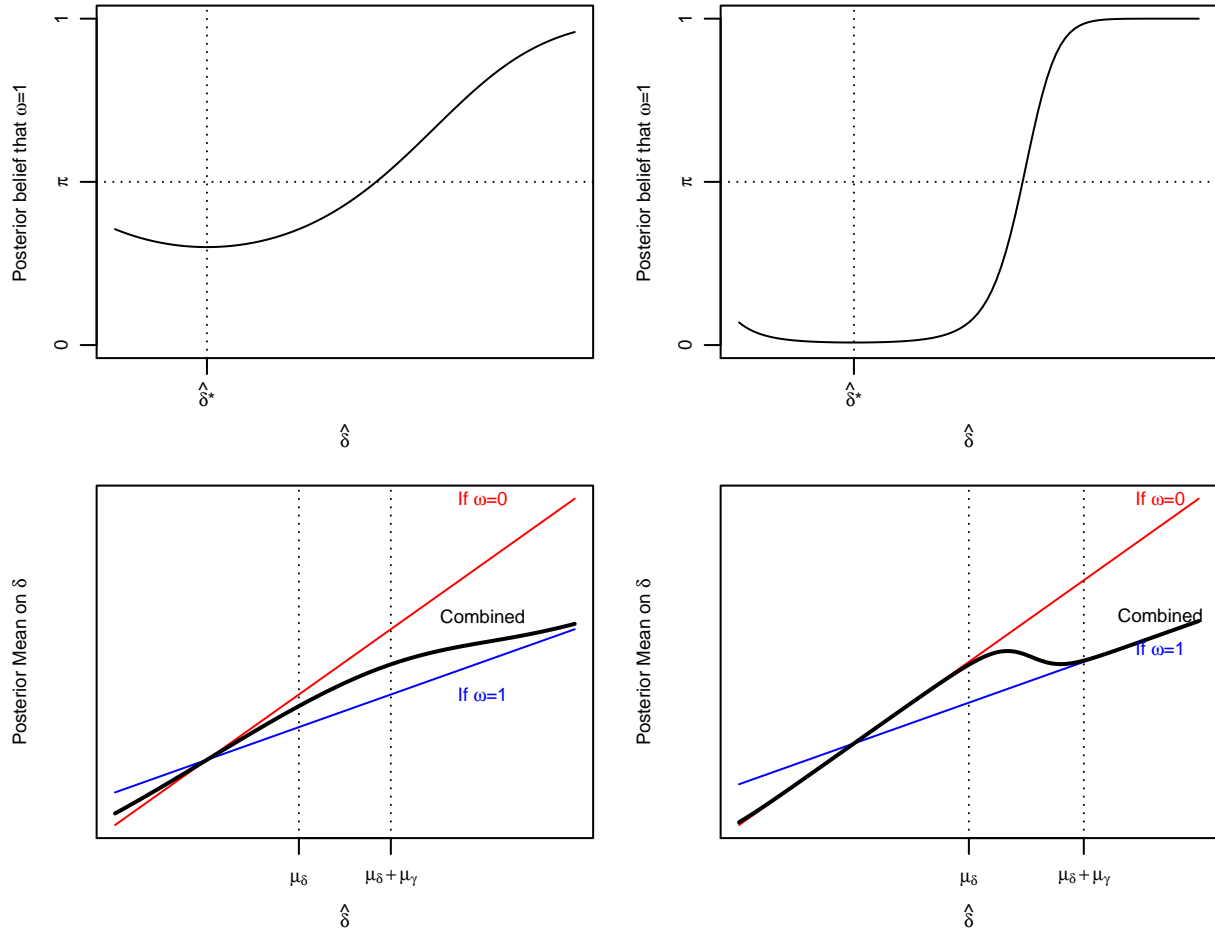 Posterior belief that ω=1
1
π
0
δ̂*
δ̂
Posterior belief that ω=1
1
π
0
δ̂*
δ̂
Posterior Mean on δ
If ω=0
Combined
If ω=1
μδ
μδ + μγ
δ̂
Posterior Mean on δ
If ω=0
Combined
If ω=1
μδ
μδ + μγ
δ̂